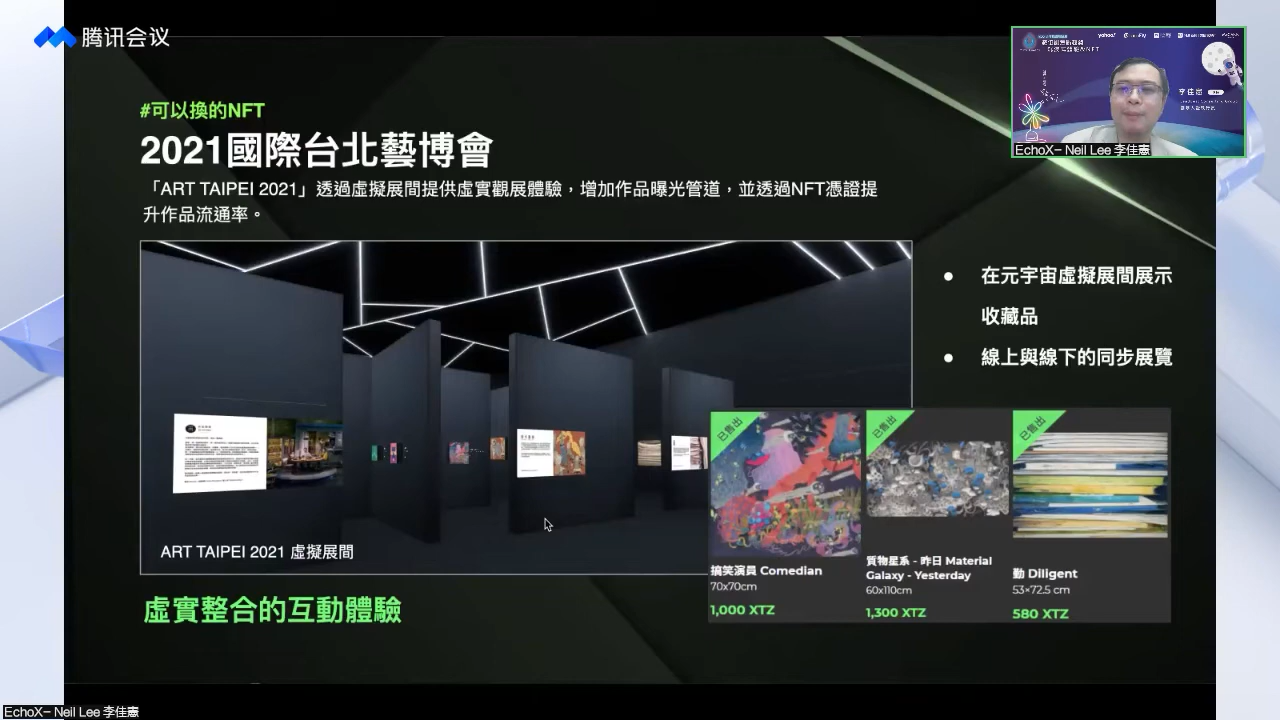 腾讯会议
#可以換的NFT
2021國際台北藝博會
「ART TAIPEI 2021」透過虛擬展間提供虛實觀展體驗，增加作品曝光管道，並透過NFT憑證提
升作品流通率。
● 在元宇宙虛擬展間展示
收藏品
● 線上與線下的同步展覽
ART TAIPEI 2021 虛擬展間
虛實整合的互動體驗
已售出
已售出
已售出
搞笑演員 Comedian
70x70cm
1,000 XTZ
質物星系 - 昨日 Material
Galaxy - Yesterday
60x110cm
1,300 XTZ
勤 Diligent
53×72.5 cm
580 XTZ
yahoo!
李佳憲
EchoX– Neil Lee 李佳憲
EchoX– Neil Lee 李佳憲